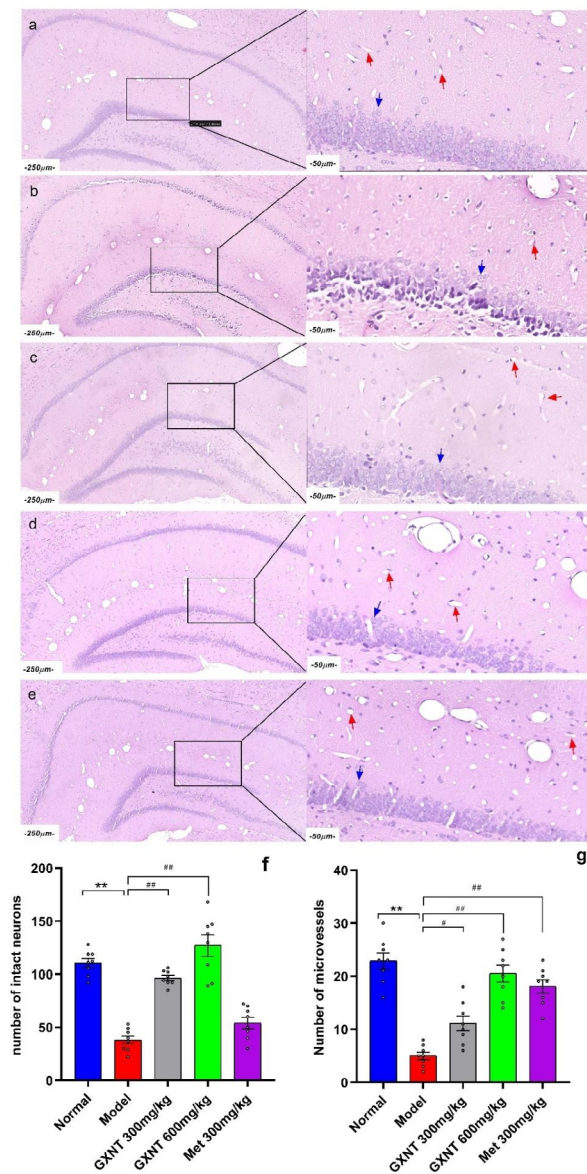 a
-250μm-
-50μm-
b
-250μm-
-50μm-
c
-250μm-
-50μm-
d
-250μm-
-50μm-
e
-250μm-
-50μm-
f
number of intact neurons
200
150
100
50
0
**
##
##
Normal
Model
GXNT 300mg/kg
GXNT 600mg/kg
Met 300mg/kg
g
Number of microvessels
40
30
20
10
0
**
#
##
##
Normal
Model
GXNT 300mg/kg
GXNT 600mg/kg
Met 300mg/kg